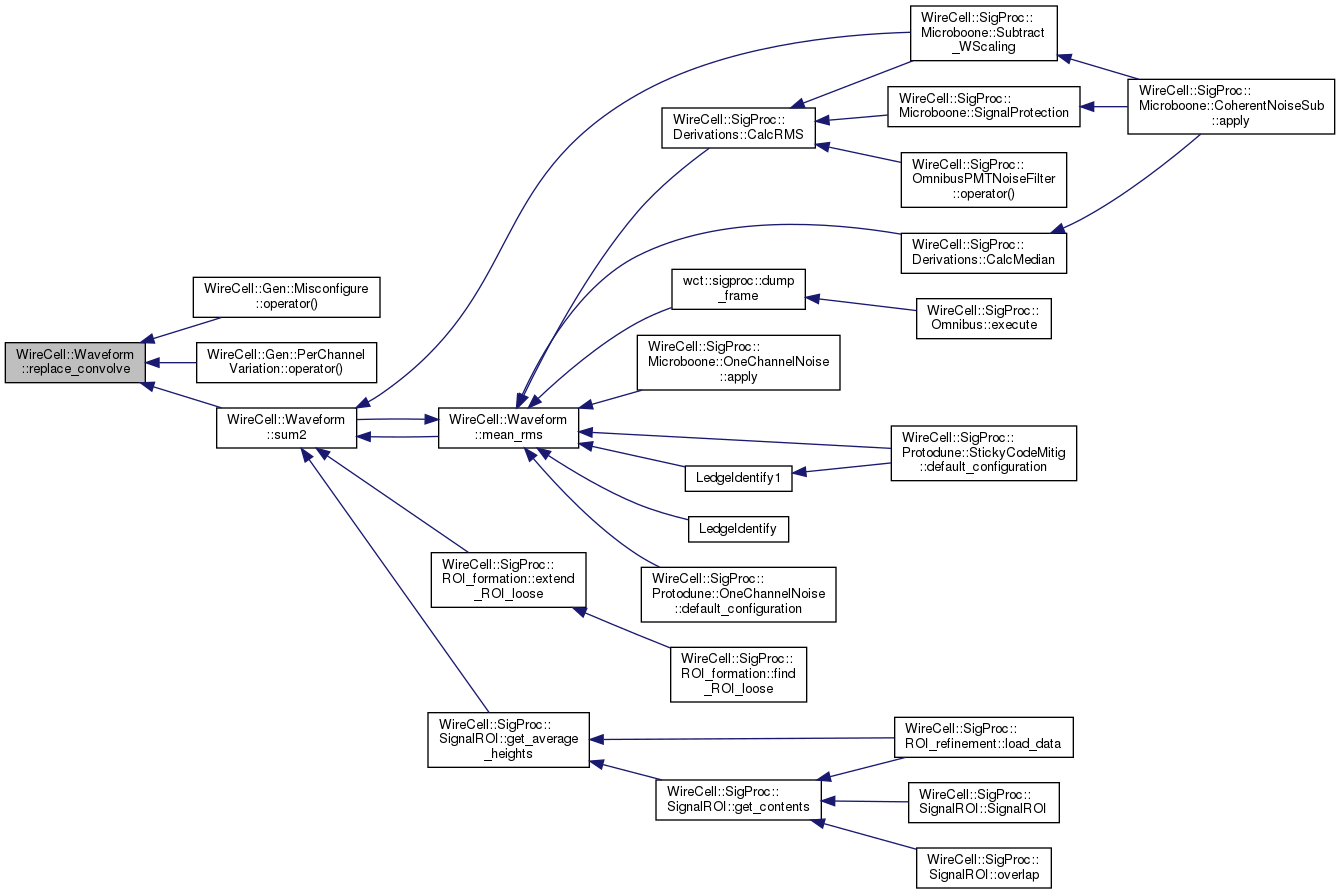 WireCell::Waveform
::replace_convolve
WireCell::Gen::Misconfigure
::operator()
WireCell::Gen::PerChannel
Variation::operator()
WireCell::Waveform
::sum2
WireCell::Waveform
::mean_rms
WireCell::SigProc::
ROI_formation::extend
_ROI_loose
WireCell::SigProc::
SignalROI::get_average
_heights
WireCell::SigProc::
Derivations::CalcRMS
wct::sigproc::dump
_frame
WireCell::SigProc::
Microboone::OneChannelNoise
::apply
LedgeIdentify1
LedgeIdentify
WireCell::SigProc::
Protodune::OneChannelNoise
::default_configuration
WireCell::SigProc::
ROI_formation::find
_ROI_loose
WireCell::SigProc::
SignalROI::get_contents
WireCell::SigProc::
Microboone::Subtract
_WScaling
WireCell::SigProc::
Microboone::SignalProtection
WireCell::SigProc::
OmnibusPMTNoiseFilter
::operator()
WireCell::SigProc::
Derivations::CalcMedian
WireCell::SigProc::
Omnibus::execute
WireCell::SigProc::
Protodune::StickyCodeMitig
::default_configuration
WireCell::SigProc::
ROI_refinement::load_data
WireCell::SigProc::
SignalROI::SignalROI
WireCell::SigProc::
SignalROI::overlap
WireCell::SigProc::
Microboone::CoherentNoiseSub
::apply